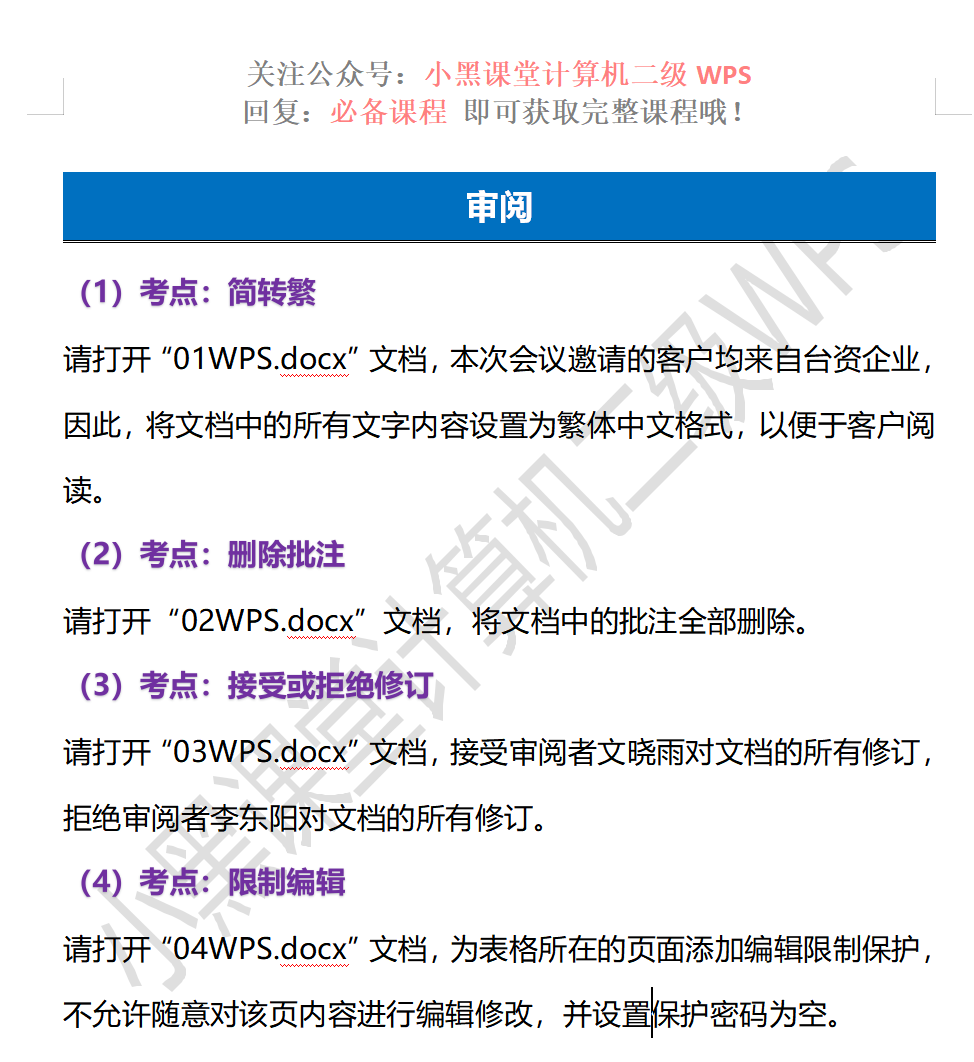 关注公众号：小黑课堂计算机二级 WPS
回复：必备课程 即可获取完整课程哦！
审阅
（1）考点：简转繁
请打开“01WPS.docx”文档，本次会议邀请的客户均来自台资企业，
因此，将文档中的所有文字内容设置为繁体中文格式，以便于客户阅
读。
（2）考点：删除批注
请打开“02WPS.docx”文档，将文档中的批注全部删除。
（3）考点：接受或拒绝修订
请打开“03WPS.docx”文档，接受审阅者文晓雨对文档的所有修订，
拒绝审阅者李东阳对文档的所有修订。
（4）考点：限制编辑
请打开“04WPS.docx”文档，为表格所在的页面添加编辑限制保护，
不允许随意对该页内容进行编辑修改，并设置保护密码为空。
小黑课堂计算机二级WPS